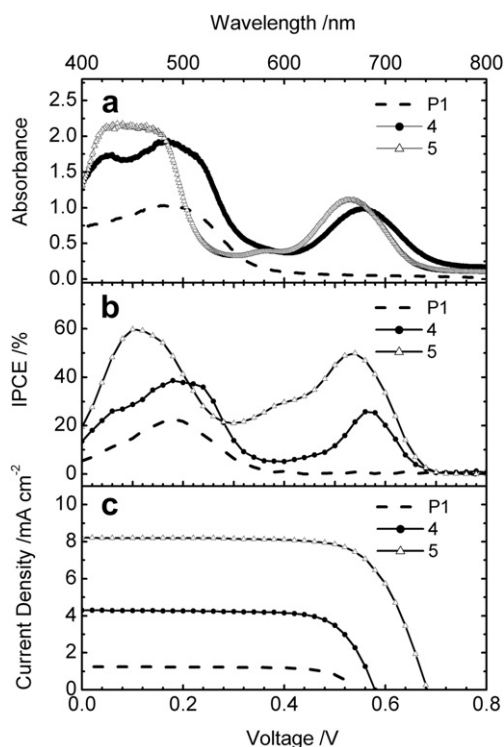 Wavelength /nm
400 500 600 700 800
a
P1
4
5
Absorbance
2.5
2.0
1.5
1.0
0.5
0.0
b
P1
4
5
IPCE /%
60
40
20
0
c
P1
4
5
Current Density /mA cm⁻²
8
6
4
2
0
0.0 0.2 0.4 0.6 0.8
Voltage /V